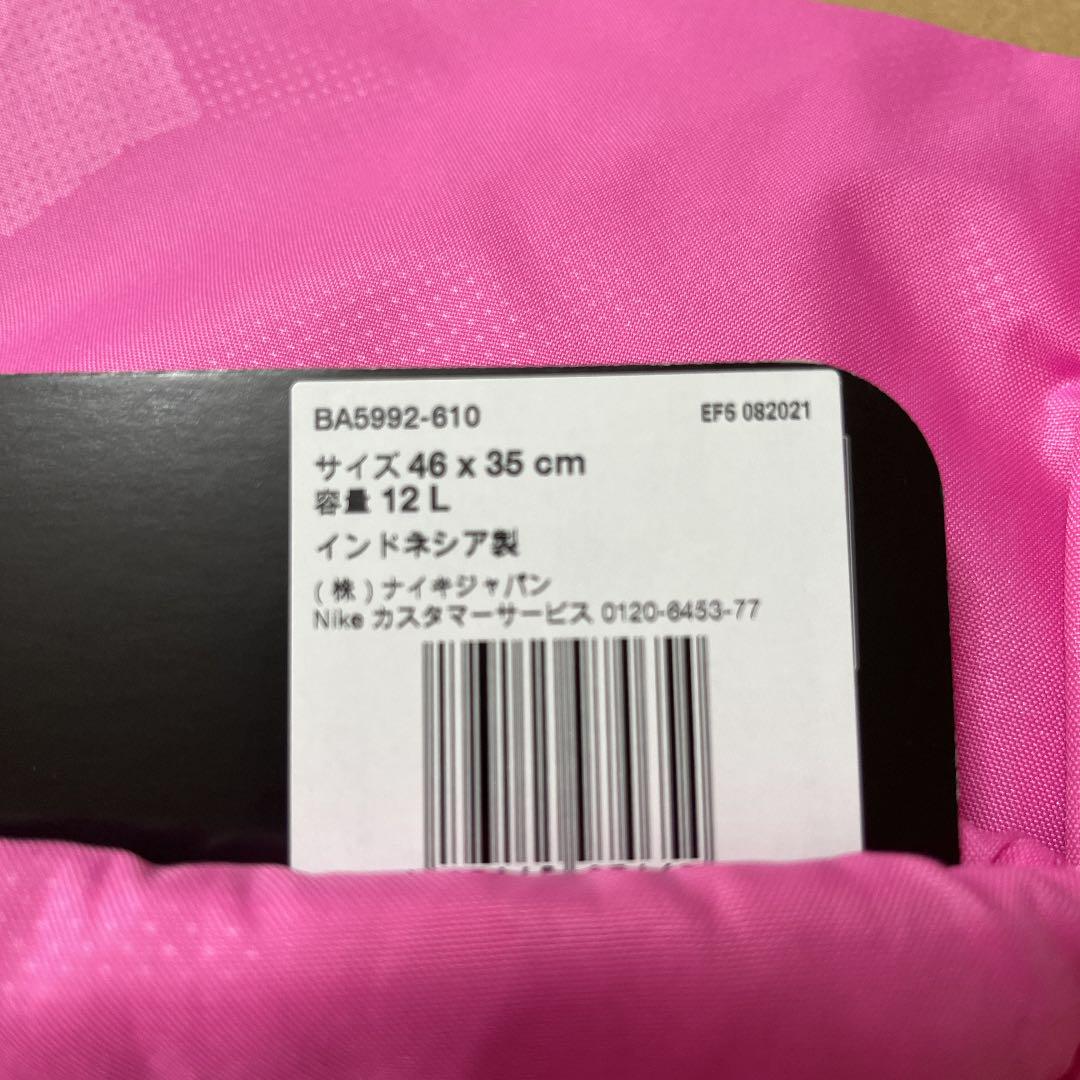 BA5992-610 EF6 082021
サイズ 46 x 35 cm
容量 12 L
インドネシア製
(株)ナイキジャパン
Nike カスタマーサービス 0120-6453-77